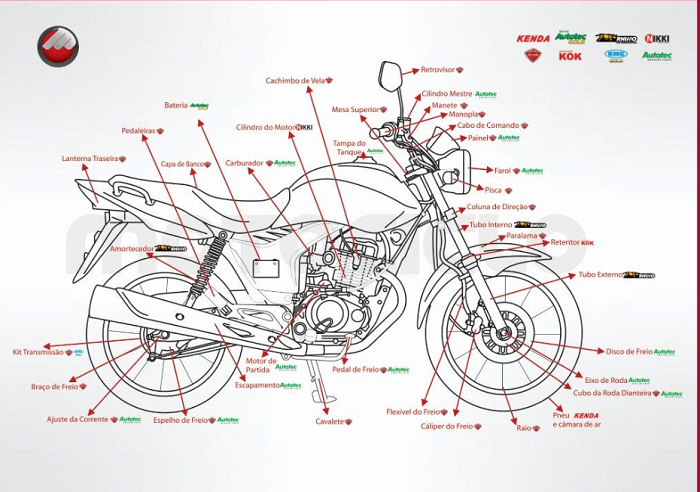 KENDA
Autotec
GOLD
RHINO
NIKKI
KOK
GOLD
Autotec
Retrovisor
Cachimbo de Vela
Cilindro Mestre Autotec
Bateria Autotec
Mesa Superior
Manete
Manopla
Cilindro do Motor NIKKI
Cabo de Comando
Pedaleiras
Painel Autotec
Tampa do
Tanque Autotec
Lanterna Traseira
Capa de Banco
Carburador Autotec
Farol Autotec
Pisca
Coluna de Direção
Tubo Interno RHINO
Paralama
Amortecedor RHINO
Retentor KOK
Tubo Externo RHINO
Kit Transmissão
Motor de
Partida Autotec
Pedal de Freio Autotec
Disco de Freio Autotec
Braço de Freio
Escapamento Autotec
Eixo de Roda Autotec
Cubo da Roda Dianteira Autotec
Ajuste da Corrente Autotec
Espelho de Freio Autotec
Cavalete
Flexível do Freio
Cáliper do Freio
Raio
Pneu KENDA
e câmara de ar